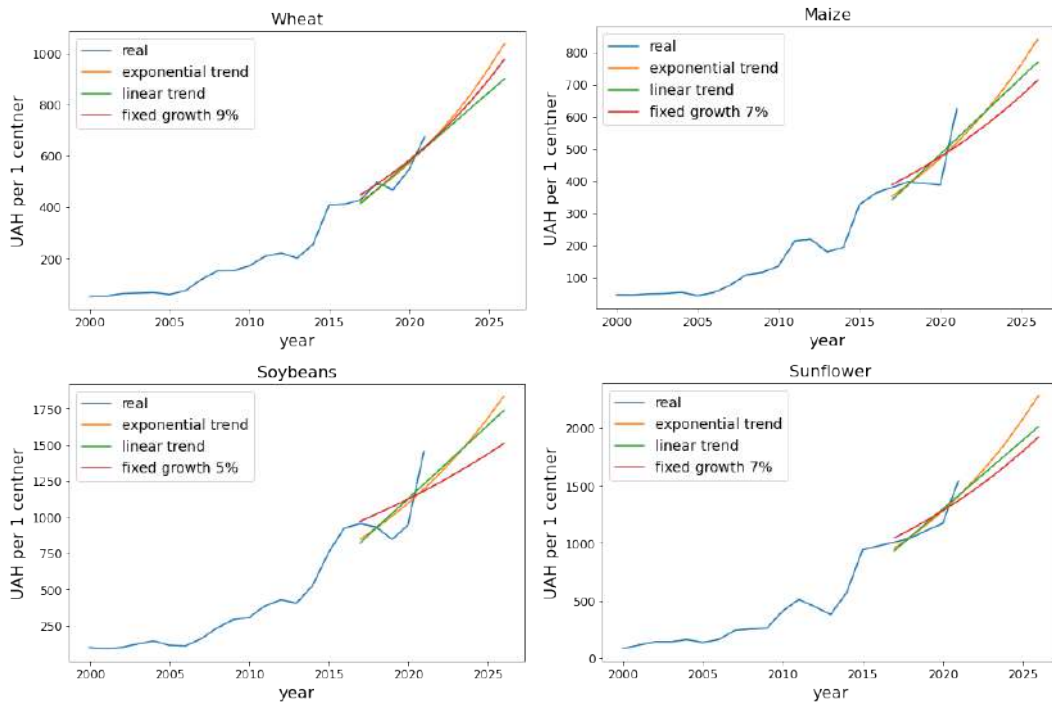 Wheat
UAH per 1 centner
1000
800
600
400
200
real
exponential trend
linear trend
fixed growth 9%
2000 2005 2010 2015 2020 2025
year
Maize
UAH per 1 centner
800
700
600
500
400
300
200
100
real
exponential trend
linear trend
fixed growth 7%
2000 2005 2010 2015 2020 2025
year
Soybeans
UAH per 1 centner
1750
1500
1250
1000
750
500
250
real
exponential trend
linear trend
fixed growth 5%
2000 2005 2010 2015 2020 2025
year
Sunflower
UAH per 1 centner
2000
1500
1000
500
0
real
exponential trend
linear trend
fixed growth 7%
2000 2005 2010 2015 2020 2025
year